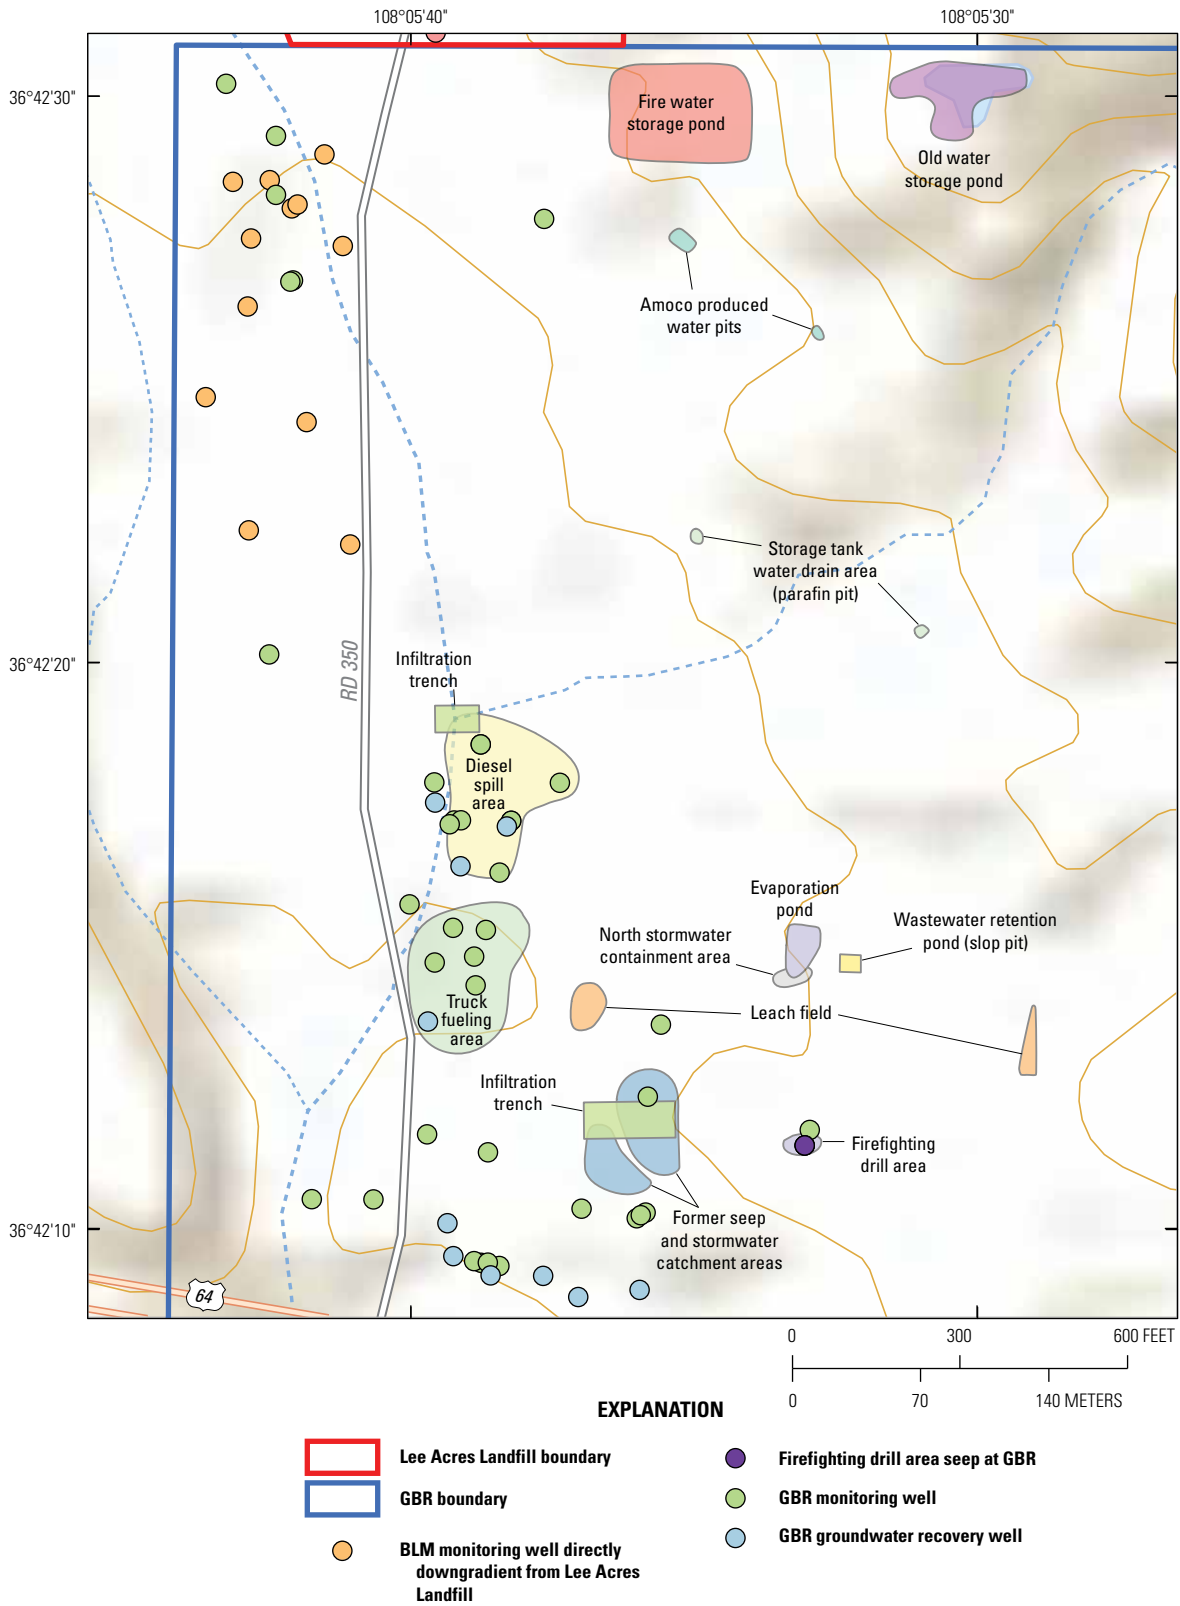 108°05'40"
108°05'30"
36°42'30"
Fire water
storage pond
Old water
storage pond
Amoco produced
water pits
Storage tank
water drain area
(parafin pit)
36°42'20"
RD 350
Infiltration
trench
Diesel
spill
area
Evaporation
pond
Wastewater retention
pond (slop pit)
North stormwater
containment area
Truck
fueling
area
Leach field
Infiltration
trench
Firefighting
drill area
36°42'10"
Former seep
and stormwater
catchment areas
64
0 300 600 FEET
0 70 140 METERS
EXPLANATION
Lee Acres Landfill boundary
GBR boundary
BLM monitoring well directly
downgradient from Lee Acres
Landfill
Firefighting drill area seep at GBR
GBR monitoring well
GBR groundwater recovery well